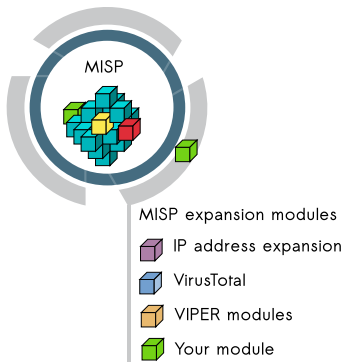 MISP
MISP expansion modules
IP address expansion
VirusTotal
VIPER modules
Your module